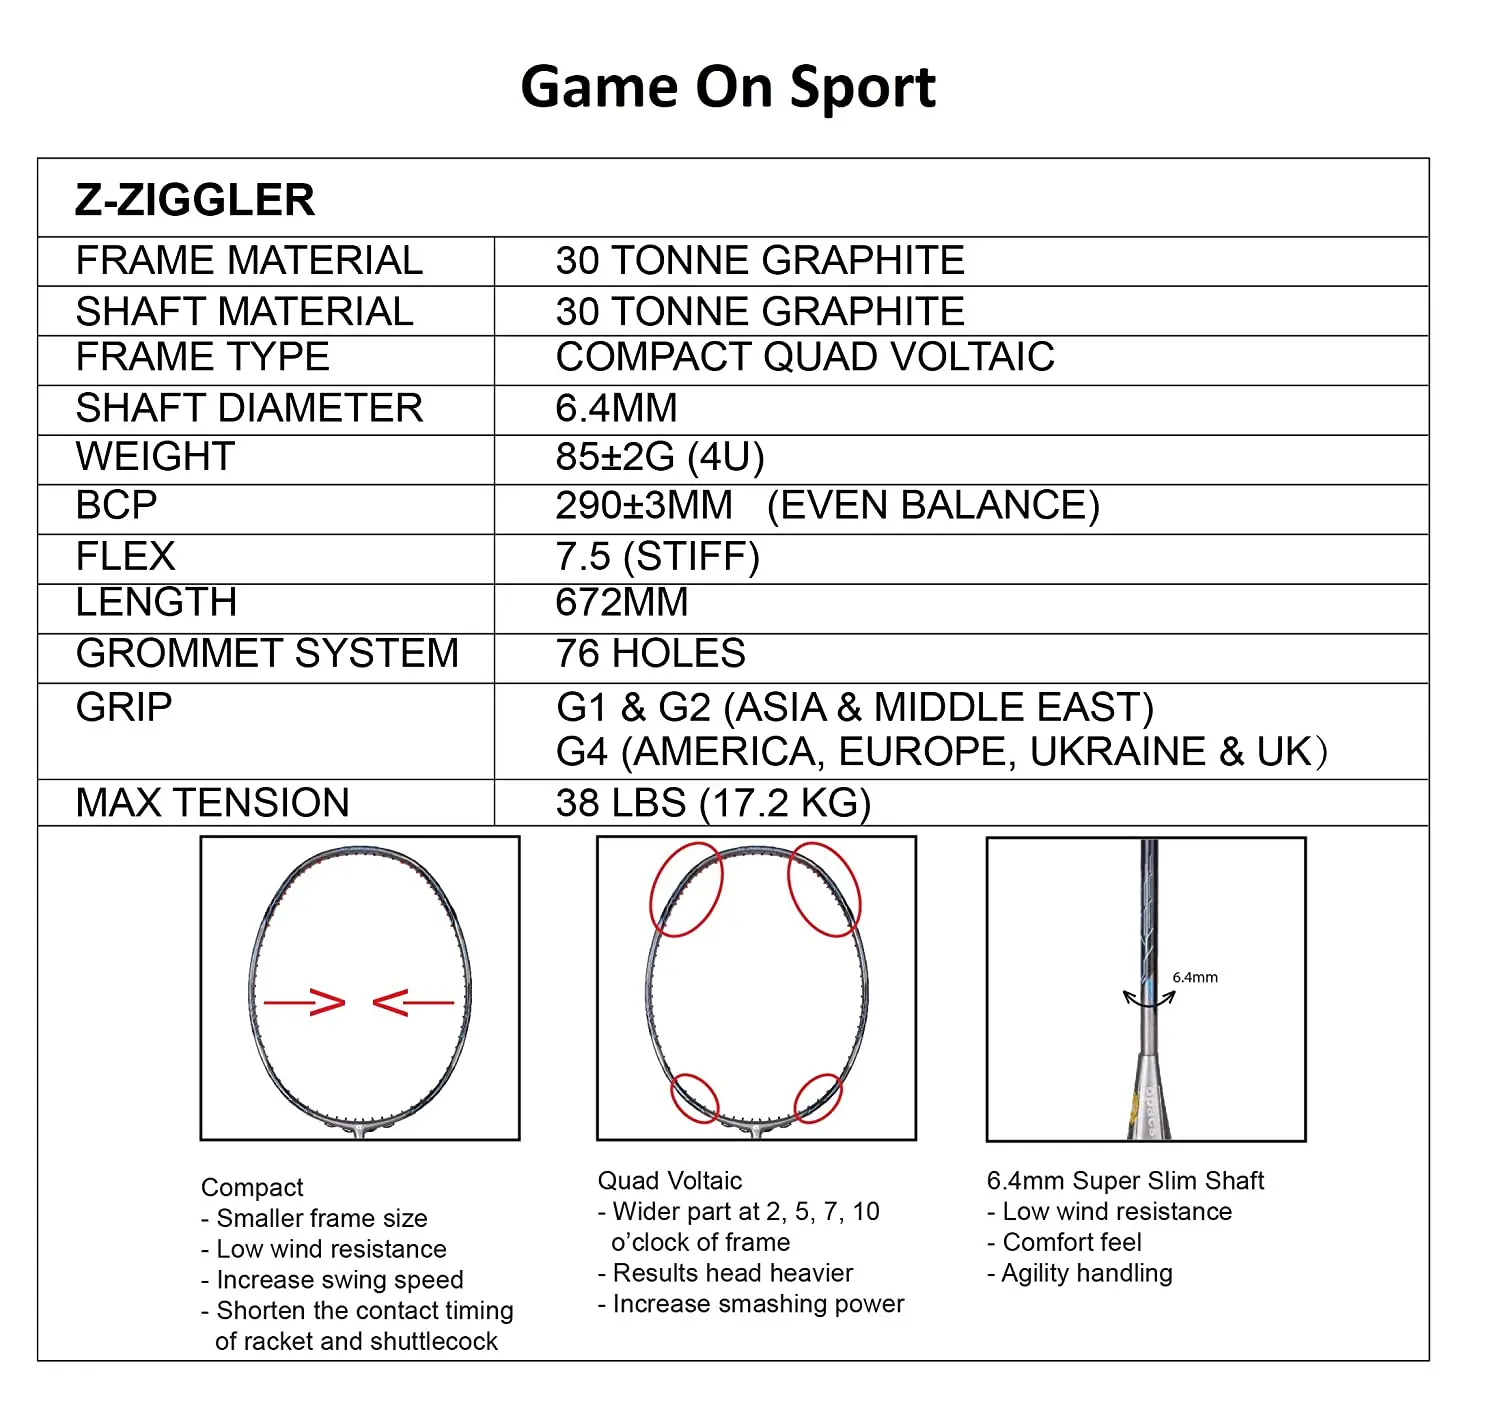 Game On Sport
Z-ZIGGLER
FRAME MATERIAL 30 TONNE GRAPHITE
SHAFT MATERIAL 30 TONNE GRAPHITE
FRAME TYPE COMPACT QUAD VOLTAIC
SHAFT DIAMETER 6.4MM
WEIGHT 85±2G (4U)
BCP 290±3MM (EVEN BALANCE)
FLEX 7.5 (STIFF)
LENGTH 672MM
GROMMET SYSTEM 76 HOLES
GRIP G1 & G2 (ASIA & MIDDLE EAST)
G4 (AMERICA, EUROPE, UKRAINE & UK）
MAX TENSION 38 LBS (17.2 KG)
6.4mm
apacs
Compact
- Smaller frame size
- Low wind resistance
- Increase swing speed
- Shorten the contact timing
of racket and shuttlecock
Quad Voltaic
- Wider part at 2, 5, 7, 10
o’clock of frame
- Results head heavier
- Increase smashing power
6.4mm Super Slim Shaft
- Low wind resistance
- Comfort feel
- Agility handling